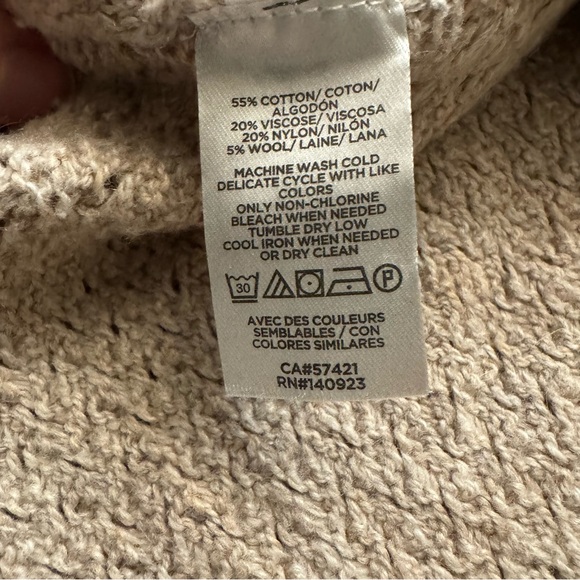 55% COTTON/ COTON/
ALGODÓN
20% VISCOSE/ VISCOSA
20% NYLON/ NILÓN
5% WOOL/ LAINE/ LANA
MACHINE WASH COLD
DELICATE CYCLE WITH LIKE
COLORS
ONLY NON-CHLORINE
BLEACH WHEN NEEDED
TUMBLE DRY LOW
COOL IRON WHEN NEEDED
OR DRY CLEAN
30 P
AVEC DES COULEURS
SEMBLABLES / CON
COLORES SIMILARES
CA#57421
RN#140923